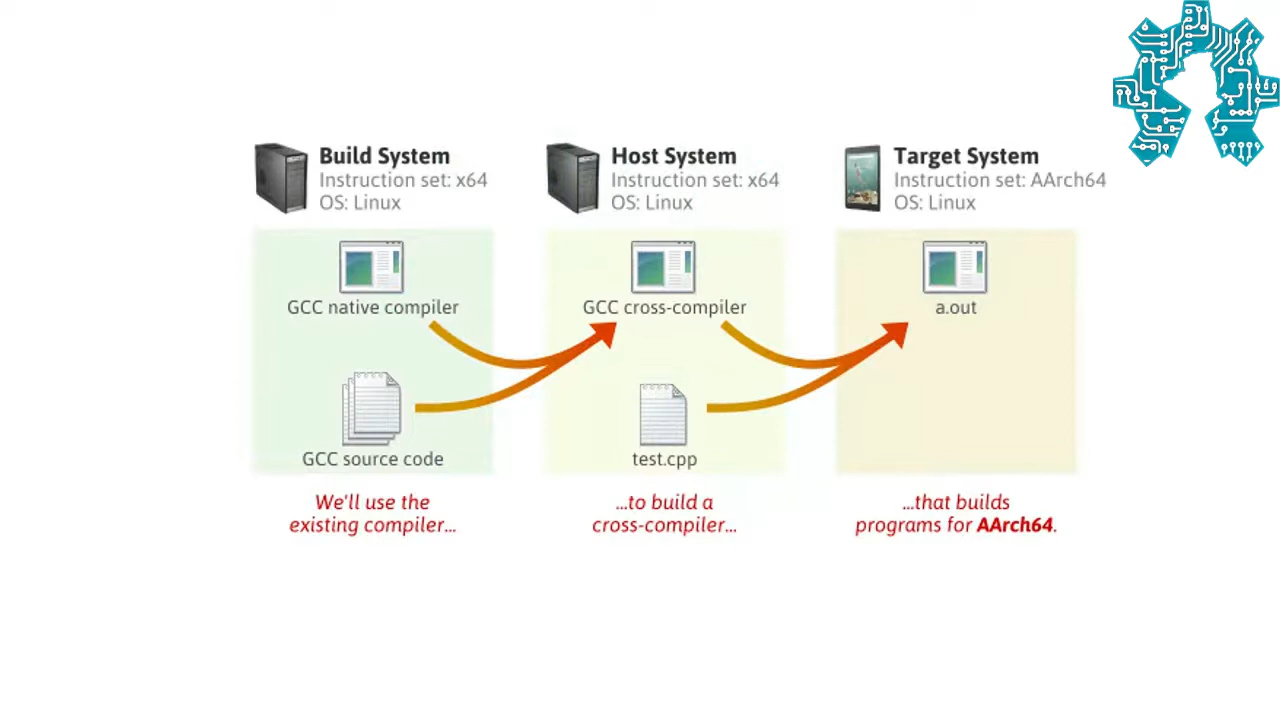 Build System
Instruction set: x64
OS: Linux
GCC native compiler
GCC source code
We'll use the
existing compiler...
Host System
Instruction set: x64
OS: Linux
GCC cross-compiler
test.cpp
...to build a
cross-compiler...
Target System
Instruction set: AArch64
OS: Linux
a.out
...that builds
programs for AArch64.